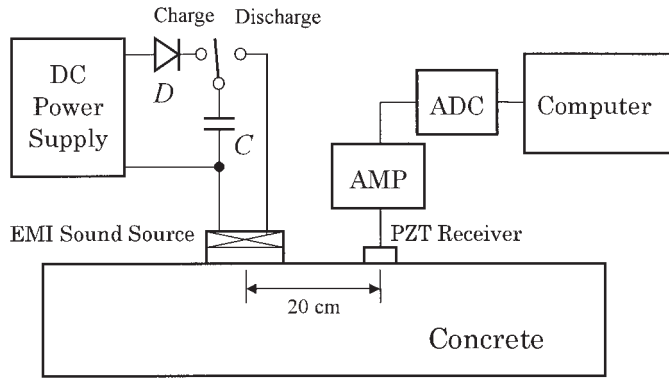 Charge Discharge
DC
Power
Supply
D
C
ADC
Computer
AMP
EMI Sound Source
PZT Receiver
20 cm
Concrete